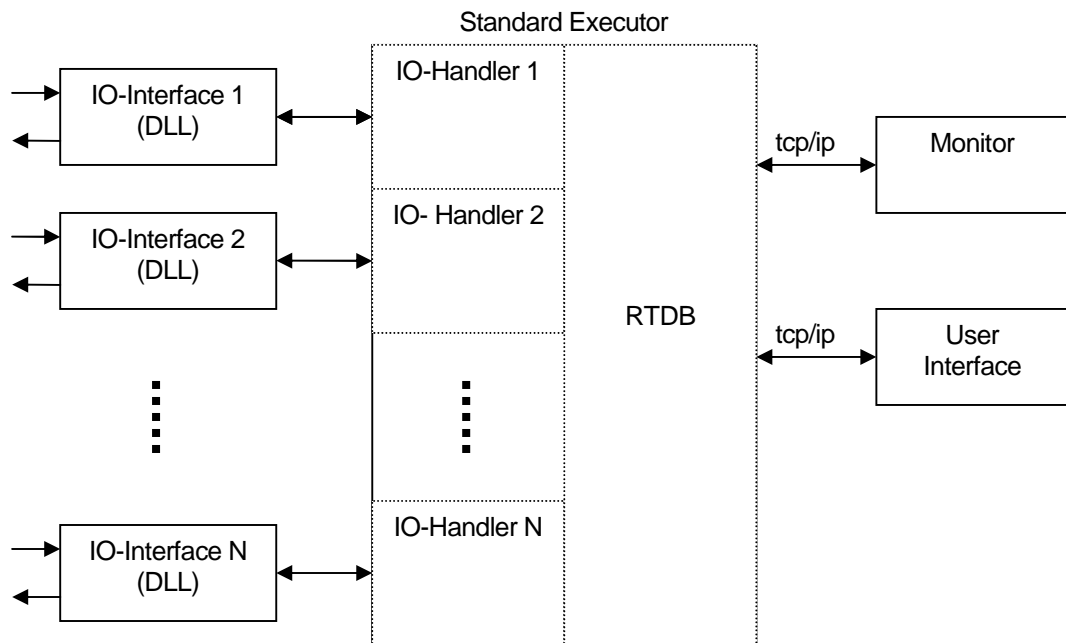 Standard Executor
IO-Interface 1
(DLL)
IO-Handler 1
tcp/ip
Monitor
IO-Interface 2
(DLL)
IO- Handler 2
RTDB
tcp/ip
User
Interface
IO-Interface N
(DLL)
IO-Handler N